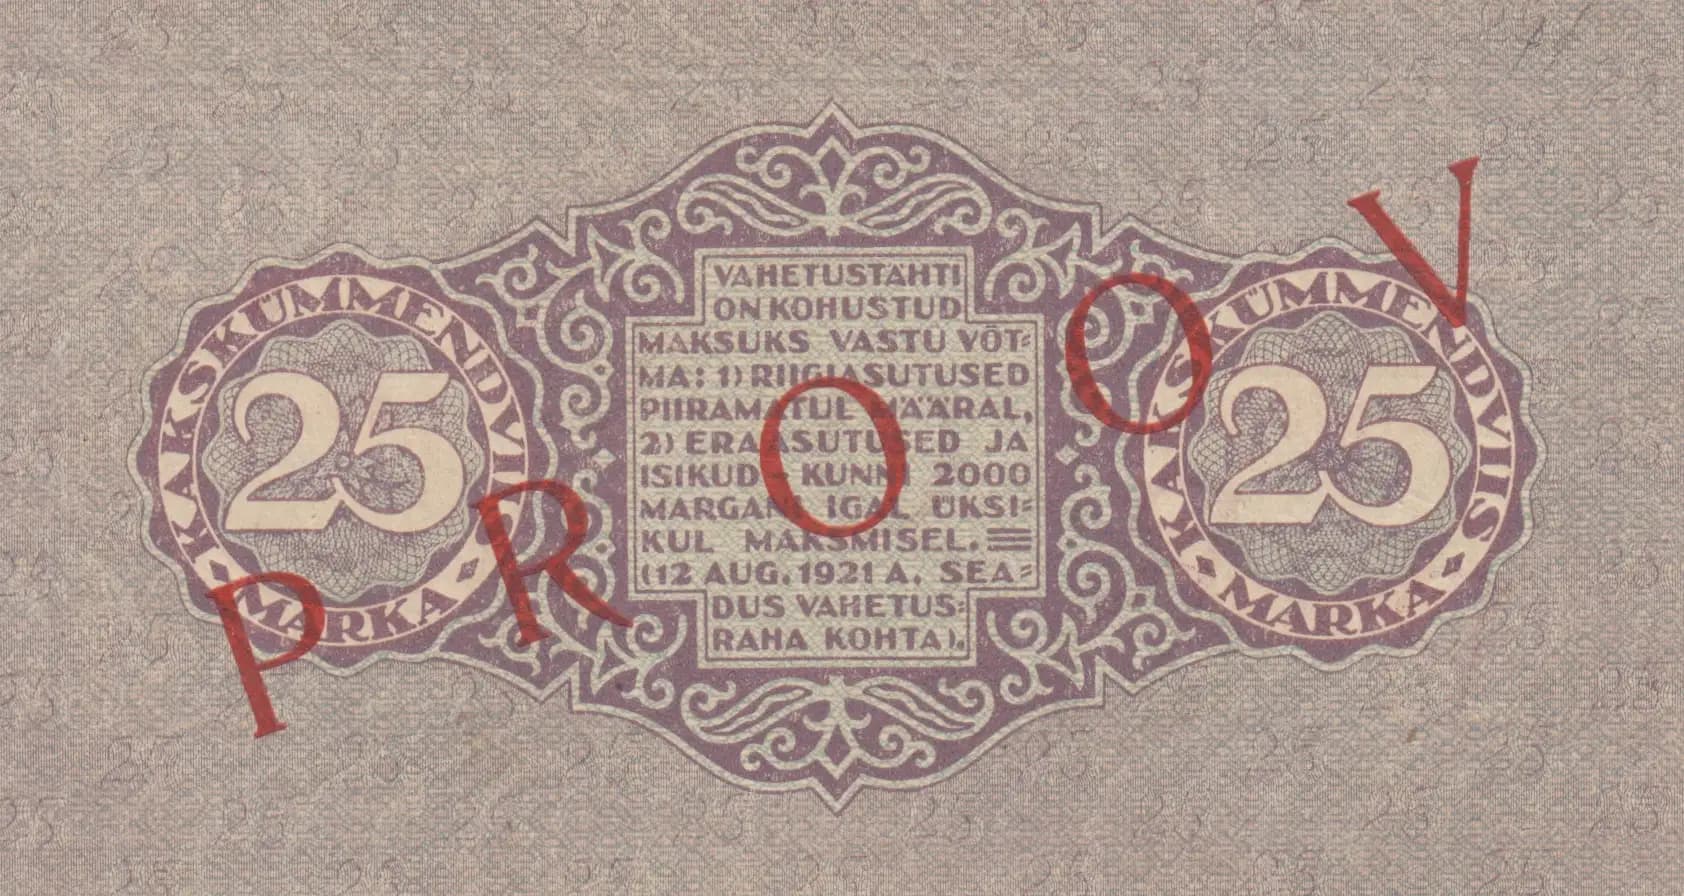 KAKSKÜMMENDVIIS
25
MARKA
VAHETUSTÄHTI
ON KOHUSTUD
MAKSUKS VASTU VÕT=
MA: 1) RIIGIASUTUSED
PIIRAMATUL MÄÄRAL,
2) ERAASUTUSED JA
ISIKUD KUNNI 2000
MARGANI IGAL ÜKSI=
KUL MAKSMISEL.
(12 AUG. 1921 A. SEA=
DUS VAHETUS=
RAHA KOHTA).
KAKSKÜMMENDVIIS
25
MARKA
PROOV